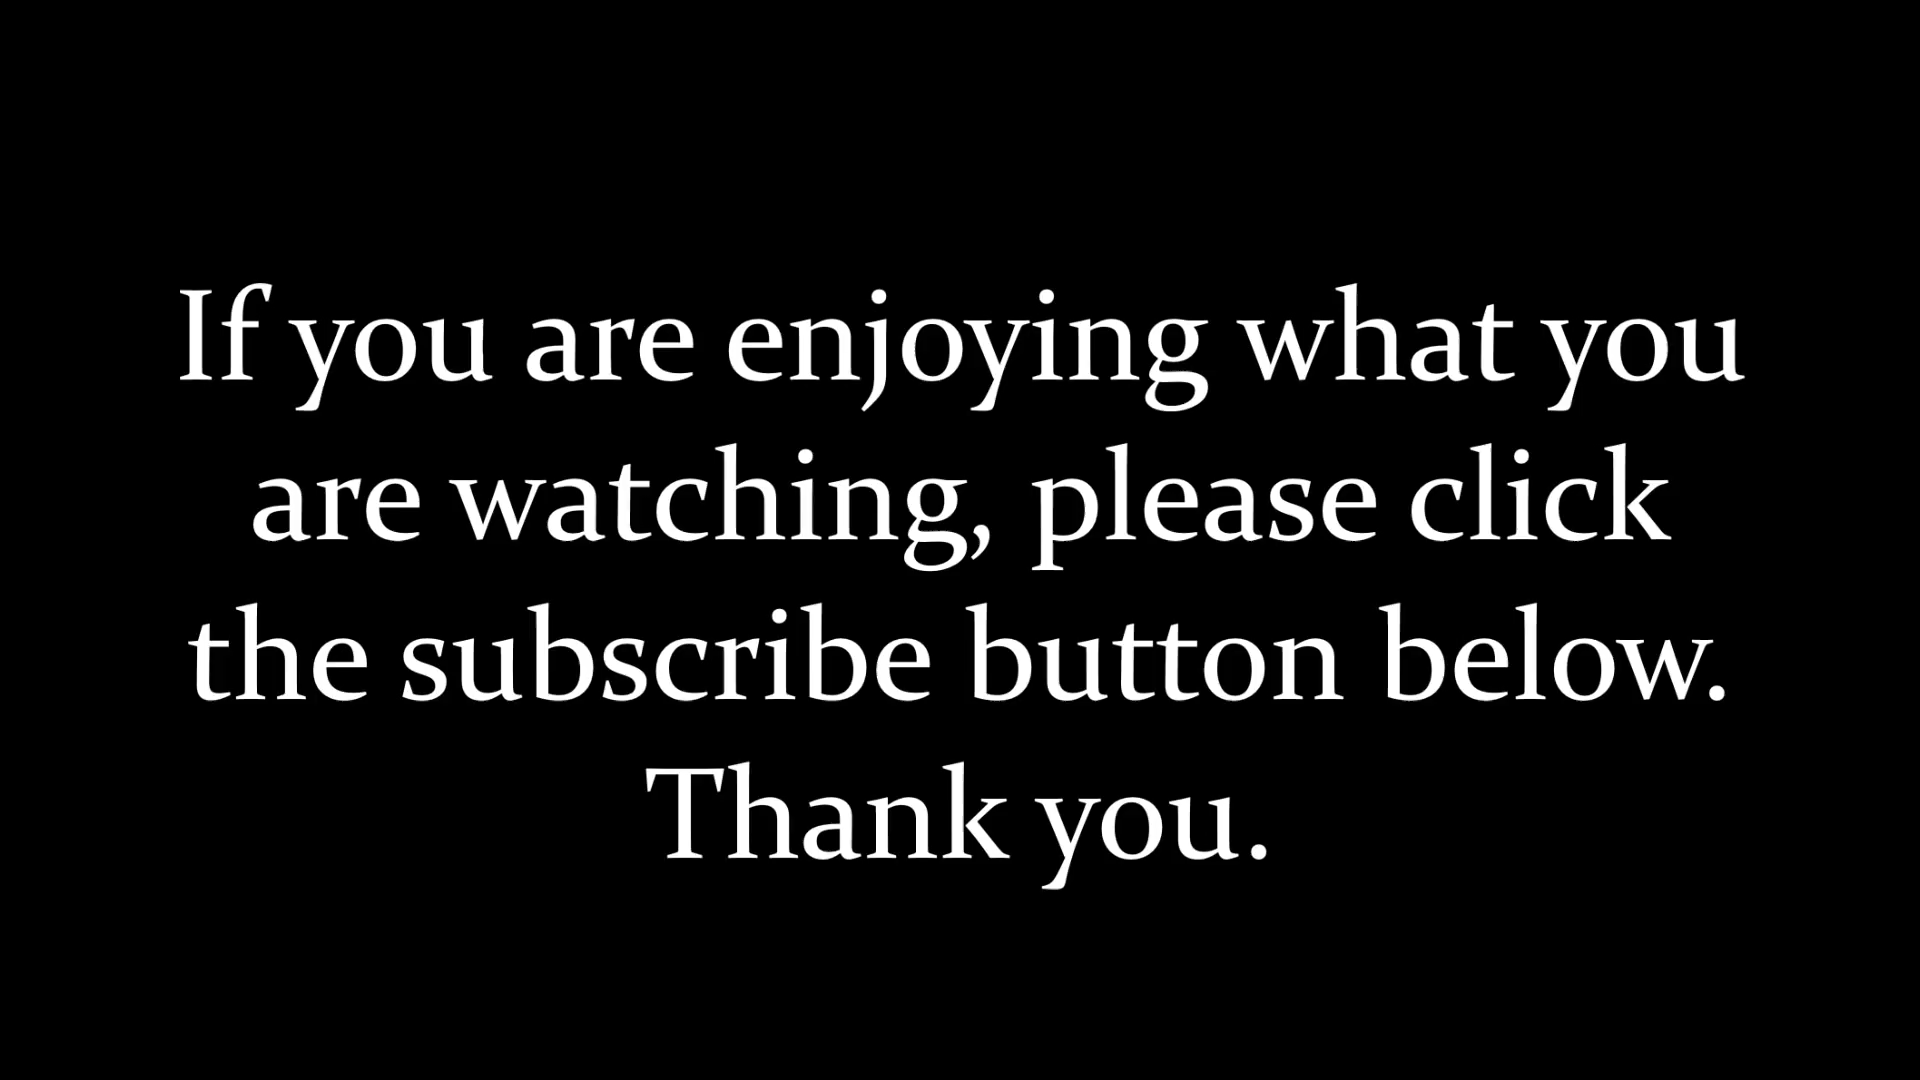 If you are enjoying what you
are watching, please click
the subscribe button below.
Thank you.